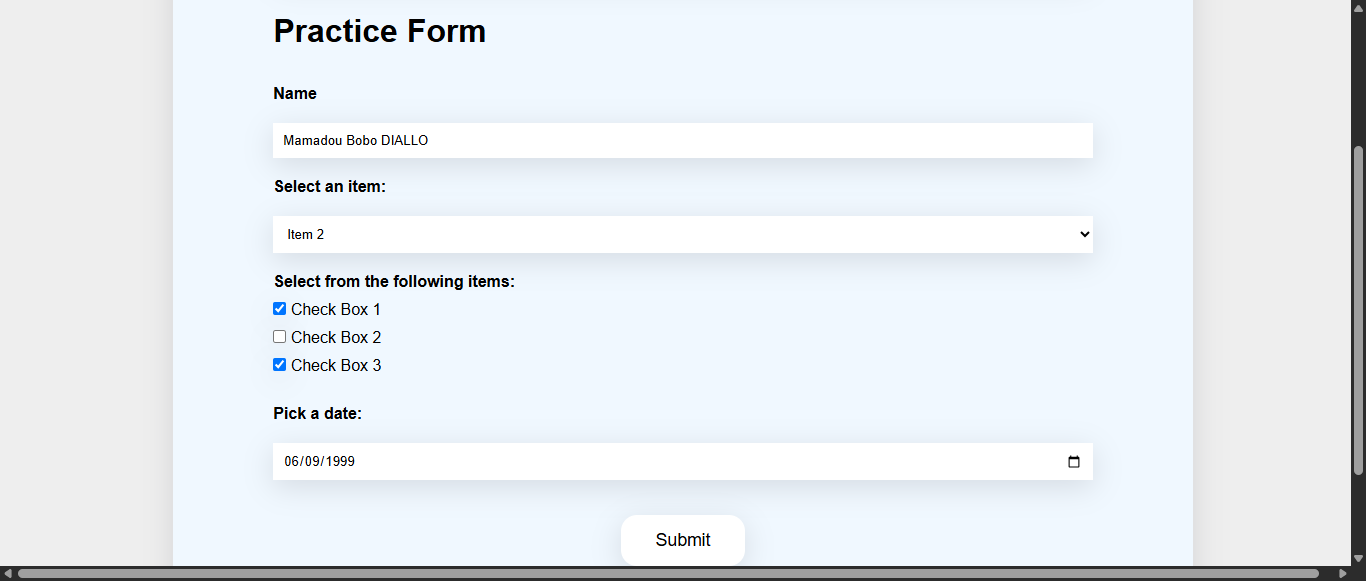 Practice Form
Name
Mamadou Bobo DIALLO
Select an item:
Item 2
Select from the following items:
Check Box 1
Check Box 2
Check Box 3
Pick a date:
06/09/1999
Submit